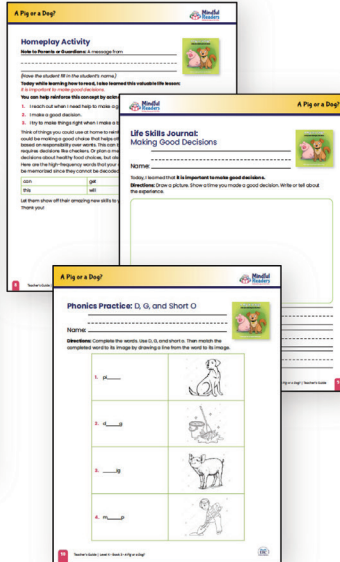 A Pig or a Dog?
Mindful Readers
Homeplay Activity
Note to Parents or Guardians: A message from
(Have the student fill in the student's name.)
Today while learning how to read, I also learned this valuable life lesson:
It is important to make good decisions.
You can help reinforce this concept by
1. I reach out when I need help to make a
2. I make a good decision.
3. I try to make things right when I make a
Think of things you could use at home to
could be making a good choice that helps
based on responsibility over wants. This can
requires decisions like checkers. Or plan a
decisions about healthy food choices, but
Here are the high-frequency words that your
be memorized since they cannot be decoded
can get
this will
Let them show off their amazing new skills
Thank you!
8 Teacher's Guide
Mindful Readers
A Pig or a Dog?
Life Skills Journal:
Making Good Decisions
Name:
Today, I learned that it is important to make good decisions.
Directions: Draw a picture. Show a time you made a good decision. Write or tell about
the experience.
A Pig or a Dog? | Teacher's Guide
A Pig or a Dog?
Mindful Readers
Phonics Practice: D, G, and Short O
Name:
Directions: Complete the words. Use D, G, and short o. Then match the
completed word to its image by drawing a line from the word to its image.
1. pi____
2. d____g
3. ____ig
4. m____p
10 Teacher's Guide | Level 1 • Book 3 • A Pig or a Dog?